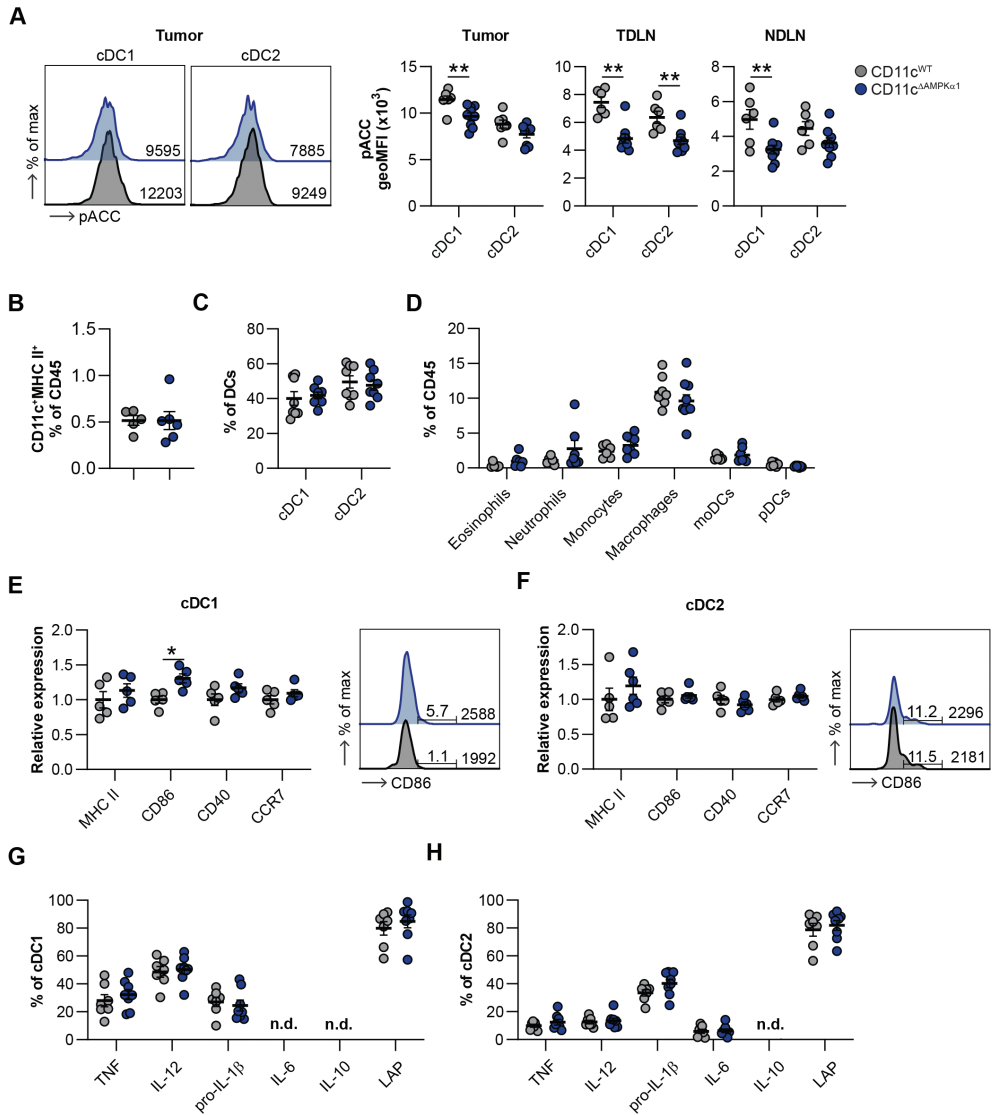 A
Tumor
cDC1
cDC2
% of max
9595
12203
7885
9249
pACC
Tumor
TDLN
NDLN
pACC
geoMFI (x10³)
15
10
5
0
**
cDC1
cDC2
10
8
6
4
2
0
**
**
cDC1
cDC2
8
6
4
2
0
**
cDC1
cDC2
CD11cᵂᵀ
CD11c^ΔAMPKα1
B
CD11c⁺MHC II⁺
% of CD45
1.5
1.0
0.5
0.0
C
% of DCs
80
60
40
20
0
cDC1
cDC2
D
% of CD45
20
15
10
5
0
Eosinophils
Neutrophils
Monocytes
Macrophages
moDCs
pDCs
E
cDC1
Relative expression
2.0
1.5
1.0
0.5
0.0
*
MHC II
CD86
CD40
CCR7
% of max
5.7
2588
1.1
1992
CD86
F
cDC2
Relative expression
2.0
1.5
1.0
0.5
0.0
MHC II
CD86
CD40
CCR7
% of max
11.2
2296
11.5
2181
CD86
G
% of cDC1
100
80
60
40
20
0
n.d.
n.d.
TNF
IL-12
pro-IL-1β
IL-6
IL-10
LAP
H
% of cDC2
100
80
60
40
20
0
n.d.
TNF
IL-12
pro-IL-1β
IL-6
IL-10
LAP